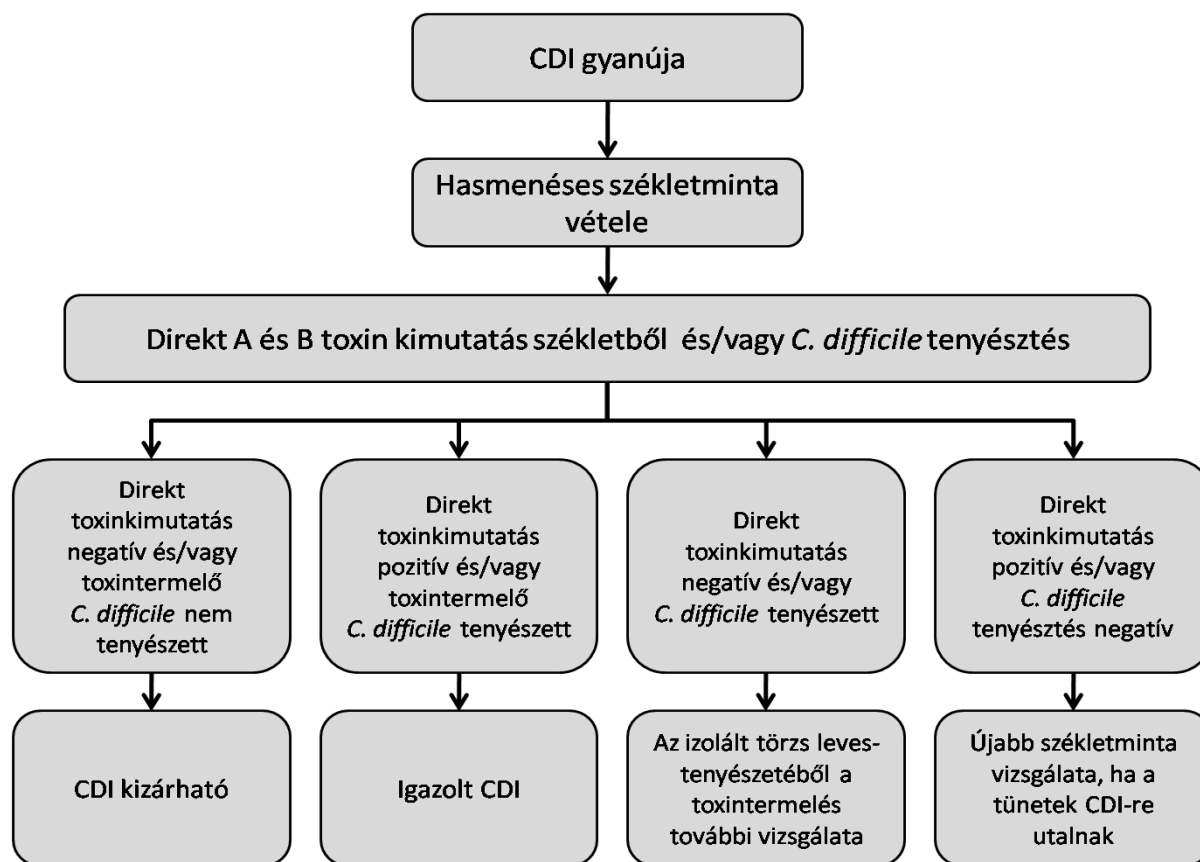 CDI gyanúja
Hasmenéses székletminta
vétele
Direkt A és B toxin kimutatás székletből és/vagy C. difficile tenyésztés
Direkt
toxinkimutatás
negatív és/vagy
toxintermelő
C. difficile nem
tenyészett
Direkt
toxinkimutatás
pozitív és/vagy
toxintermelő
C. difficile tenyészett
Direkt
toxinkimutatás
negatív és/vagy
C. difficile tenyészett
Direkt
toxinkimutatás
pozitív és/vagy
C. difficile
tenyésztés negatív
CDI kizárható
Igazolt CDI
Az izolált törzs leves-
tenyészetéből a
toxintermelés
további vizsgálata
Újabb székletminta
vizsgálata, ha a
tünetek CDI-re
utalnak